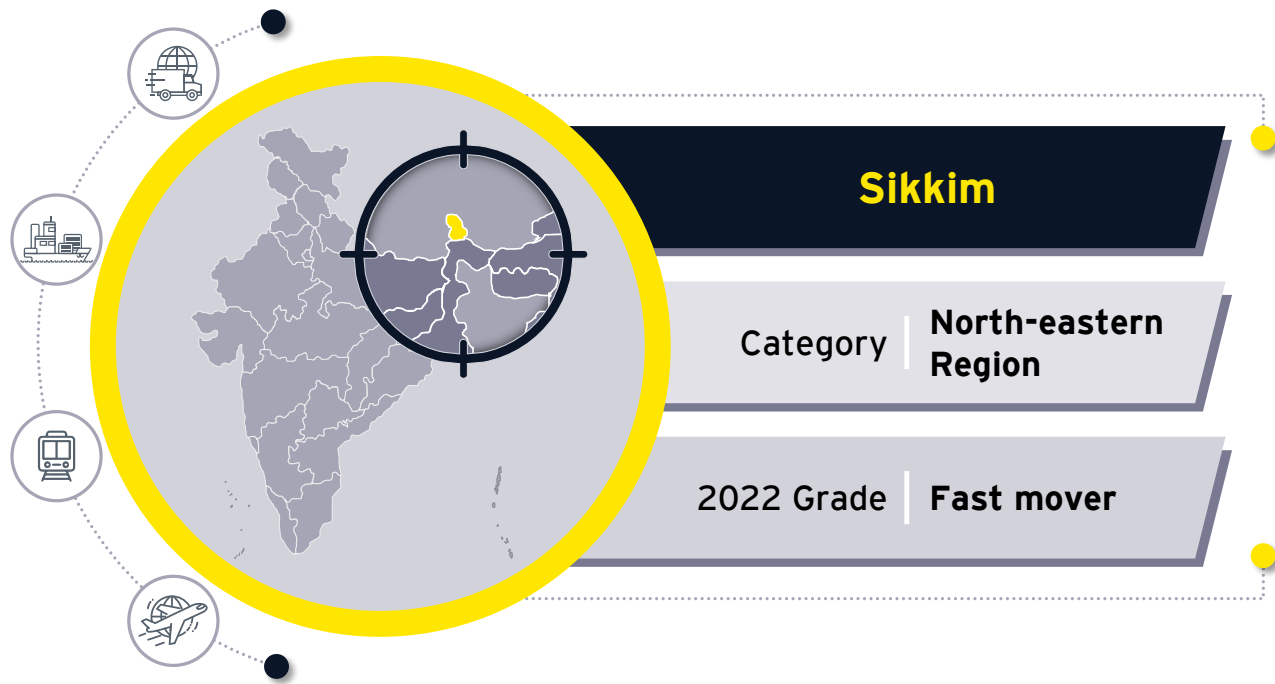 Sikkim
Category
North-eastern
Region
2022 Grade
Fast mover